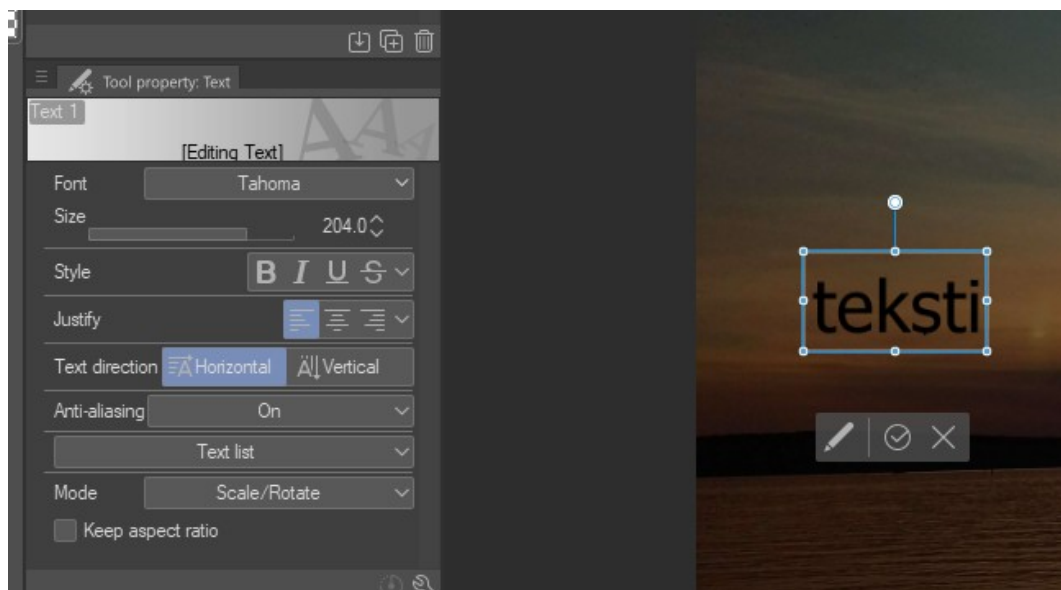 Tool property: Text
Text 1
[Editing Text]
Font Tahoma
Size 204.0
Style B I U S
Justify
Text direction Horizontal Vertical
Anti-aliasing On
Text list
Mode Scale/Rotate
Keep aspect ratio
teksti